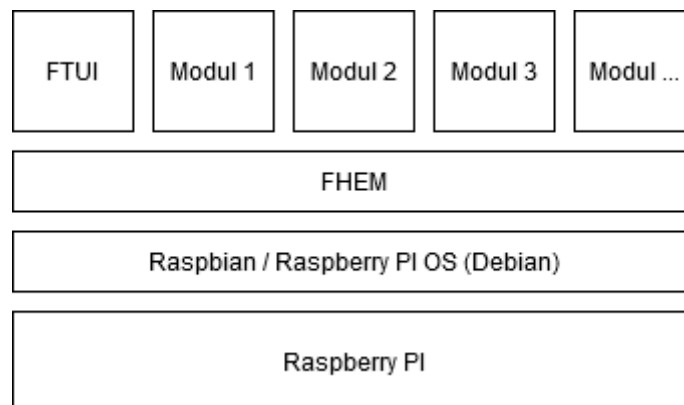 FTUI
Modul 1
Modul 2
Modul 3
Modul ...
FHEM
Raspbian / Raspberry PI OS (Debian)
Raspberry PI